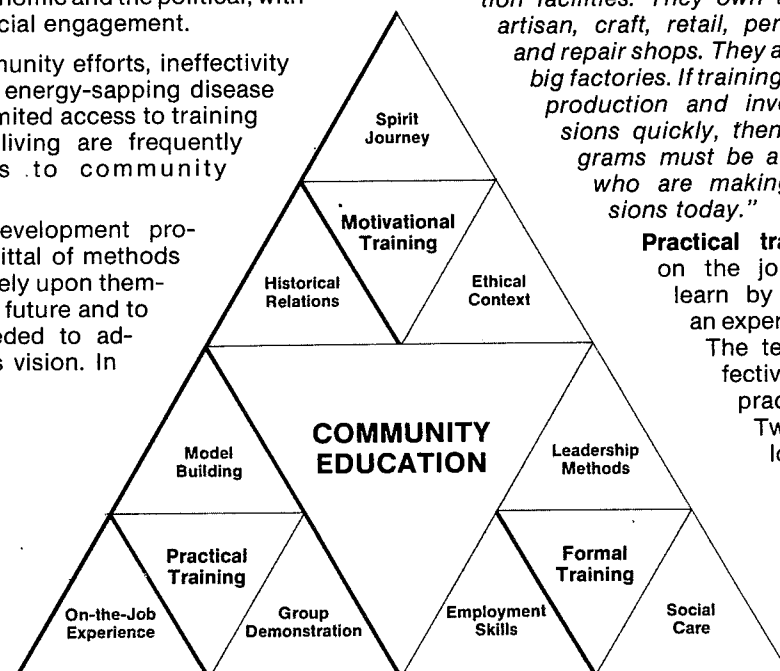 nomic and the political, with
cial engagement.
munity efforts, ineffectivity
energy-sapping disease
mited access to training
living are frequently
s to community
evelopment pro-
ittal of methods
ely upon them-
future and to
eded to ad-
s vision. In
Spirit
Journey
Motivational
Training
Historical
Relations
Ethical
Context
COMMUNITY
EDUCATION
Model
Building
Leadership
Methods
Practical
Training
Formal
Training
On-the-Job
Experience
Group
Demonstration
Employment
Skills
Social
Care
tion facilities. They own
artisan, craft, retail, per
and repair shops. They a
big factories. If training
production and inv
sions quickly, then
grams must be a
who are making
sions today."
Practical tra
on the jo
learn by
an exper
The te
fectiv
prac
Tw
lo